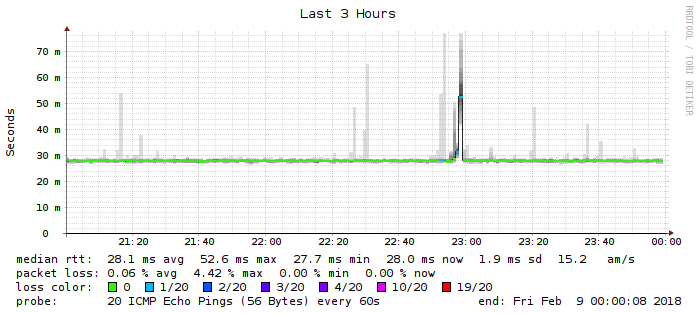 Last 3 Hours
RRDTOOL / TOBI OETIKER
Seconds
70 m
60 m
50 m
40 m
30 m
20 m
10 m
0
21:20 21:40 22:00 22:20 22:40 23:00 23:20 23:40 00:00
median rtt: 28.1 ms avg 52.6 ms max 27.7 ms min 28.0 ms now 1.9 ms sd 15.2 am/s
packet loss: 0.06 % avg 4.42 % max 0.00 % min 0.00 % now
loss color: 0 1/20 2/20 3/20 4/20 10/20 19/20
probe: 20 ICMP Echo Pings (56 Bytes) every 60s end: Fri Feb 9 00:00:08 2018